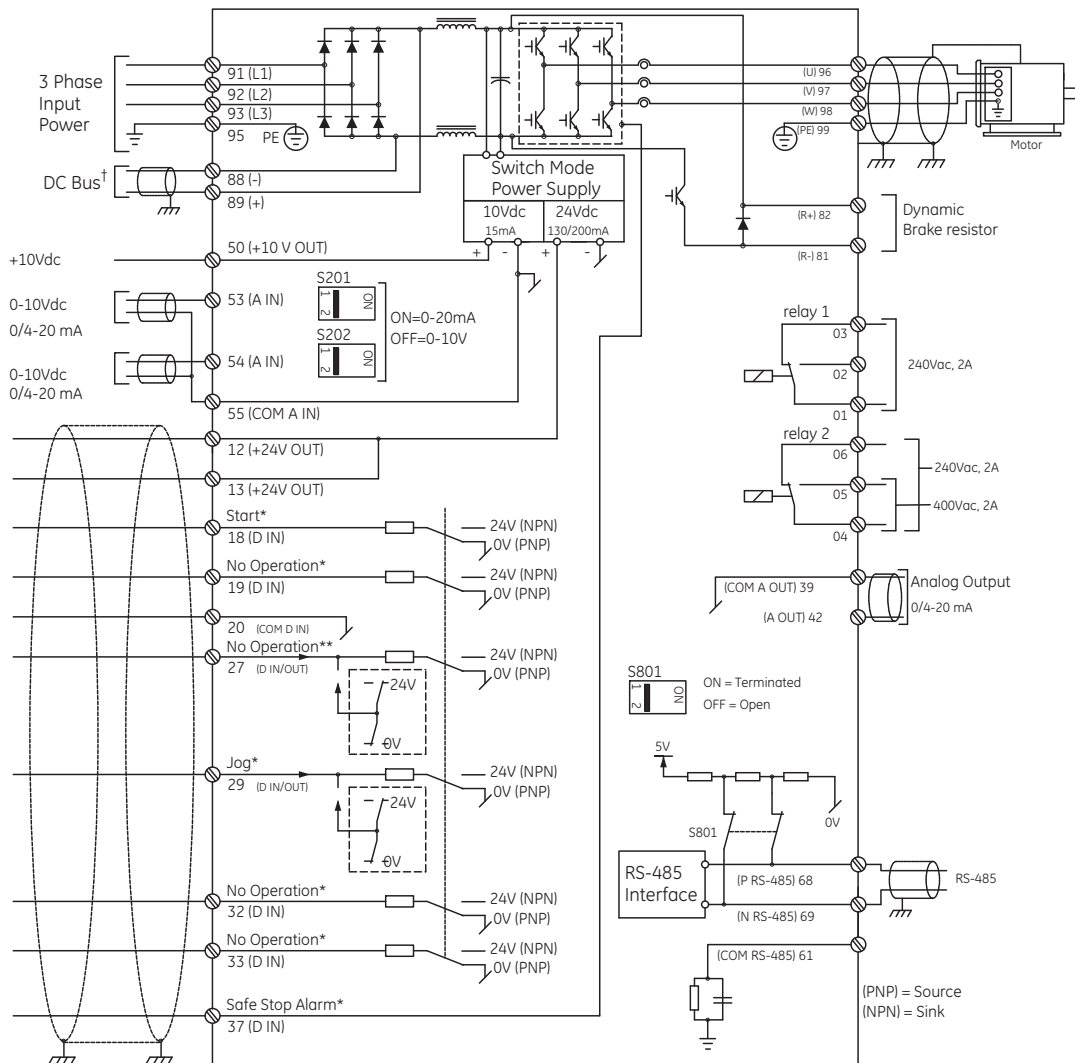 3 Phase
Input
Power
91 (L1)
92 (L2)
93 (L3)
95
PE
DC Bus†
88 (-)
89 (+)
+10Vdc
50 (+10 V OUT)
0-10Vdc
0/4-20 mA
53 (A IN)
0-10Vdc
0/4-20 mA
54 (A IN)
55 (COM A IN)
S201
1
2
ON
S202
1
2
ON
ON=0-20mA
OFF=0-10V
12 (+24V OUT)
13 (+24V OUT)
Start*
18 (D IN)
24V (NPN)
0V (PNP)
No Operation*
19 (D IN)
24V (NPN)
0V (PNP)
20 (COM D IN)
No Operation**
27 (D IN/OUT)
24V (NPN)
0V (PNP)
24V
0V
Jog*
29 (D IN/OUT)
24V (NPN)
0V (PNP)
24V
0V
No Operation*
32 (D IN)
24V (NPN)
0V (PNP)
No Operation*
33 (D IN)
24V (NPN)
0V (PNP)
Safe Stop Alarm*
37 (D IN)
Switch Mode
Power Supply
10Vdc
15mA
24Vdc
130/200mA
+ - + -
(U) 96
(V) 97
(W) 98
(PE) 99
Motor
(R+) 82
(R-) 81
Dynamic
Brake resistor
relay 1
03
02
01
240Vac, 2A
relay 2
06
05
04
240Vac, 2A
400Vac, 2A
(COM A OUT) 39
(A OUT) 42
Analog Output
0/4-20 mA
S801
1
2
ON
ON = Terminated
OFF = Open
5V
0V
S801
RS-485
Interface
(P RS-485) 68
(N RS-485) 69
RS-485
(COM RS-485) 61
(PNP) = Source
(NPN) = Sink